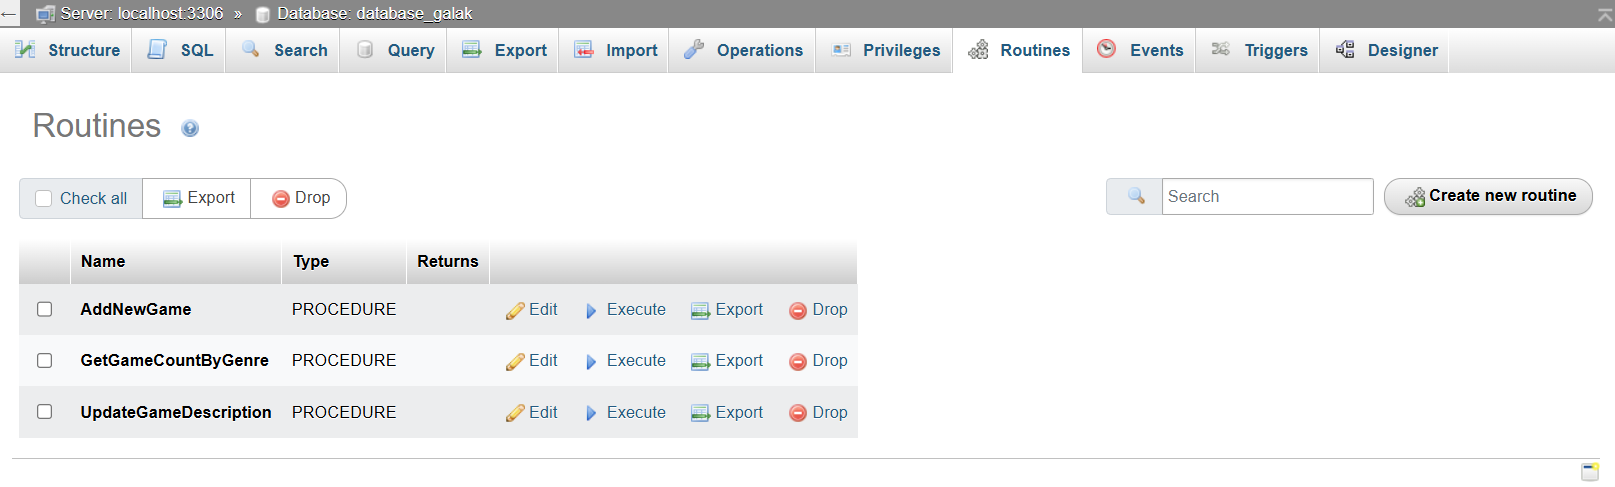 Server: localhost:3306 » Database: database_galak
Structure SQL Search Query Export Import Operations Privileges Routines Events Triggers Designer
Routines
Check all Export Drop Search Create new routine
Name Type Returns
AddNewGame PROCEDURE Edit Execute Export Drop
GetGameCountByGenre PROCEDURE Edit Execute Export Drop
UpdateGameDescription PROCEDURE Edit Execute Export Drop